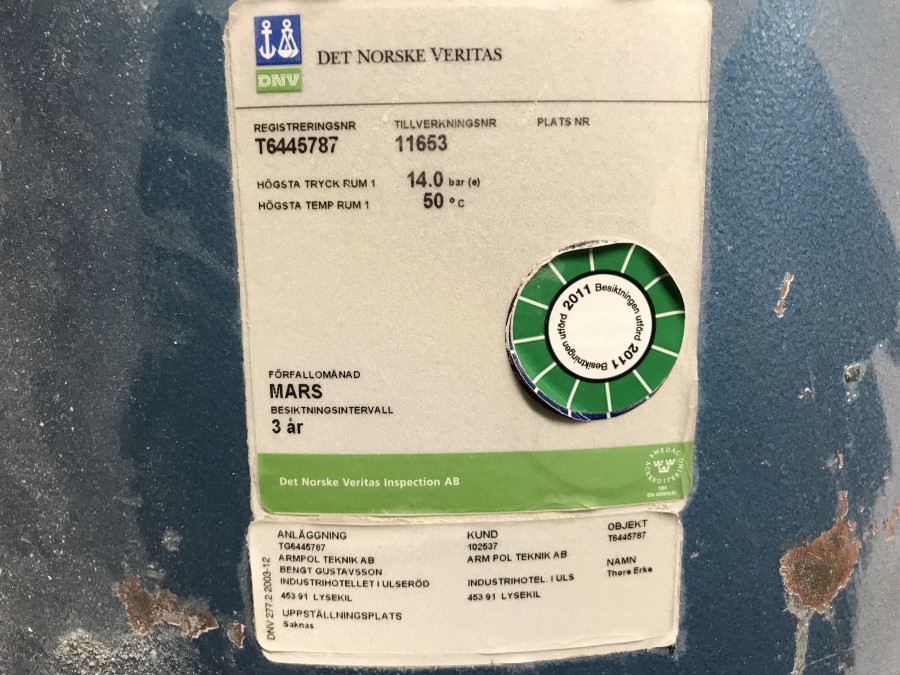 DNV
DET NORSKE VERITAS
REGISTRERINGSNR TILLVERKNINGSNR PLATS NR
T6445787 11653
HÖGSTA TRYCK RUM 1 14.0 bar (e)
HÖGSTA TEMP RUM 1 50 °C
2011 Besiktningen utförd
2011 Besiktningen utförd
FÖRFALLOMÅNAD
MARS
BESIKTNINGSINTERVALL
3 år
Det Norske Veritas Inspection AB
SWEDAC
ACKREDITERING
ANLÄGGNING
TG6445787
ARMPOL TEKNIK AB
BENGT GUSTAVSSON
INDUSTRIHOTELLET I ULSERÖD
453 91 LYSEKIL
UPPSTÄLLNINGSPLATS
Saknas
KUND
102537
ARM POL TEKNIK AB
INDUSTRIHOTEL. I ULS
453 91 LYSEKIL
OBJEKT
T6445787
NAMN
Thore Erke
DNV 277.2 2003-12